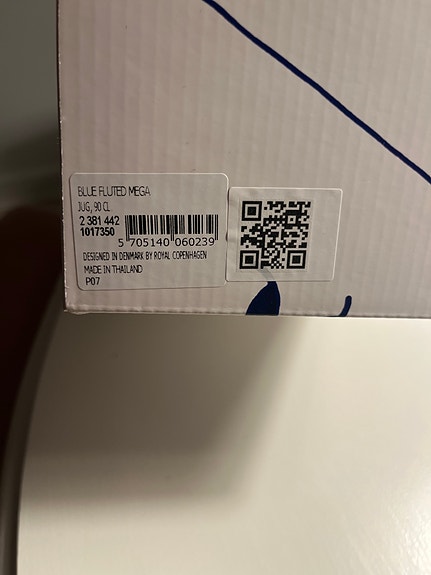 BLUE FLUTED MEGA
JUG, 90 CL
2 381 442
1017350
5 705140 060239
DESIGNED IN DENMARK BY ROYAL COPENHAGEN
MADE IN THAILAND
P07